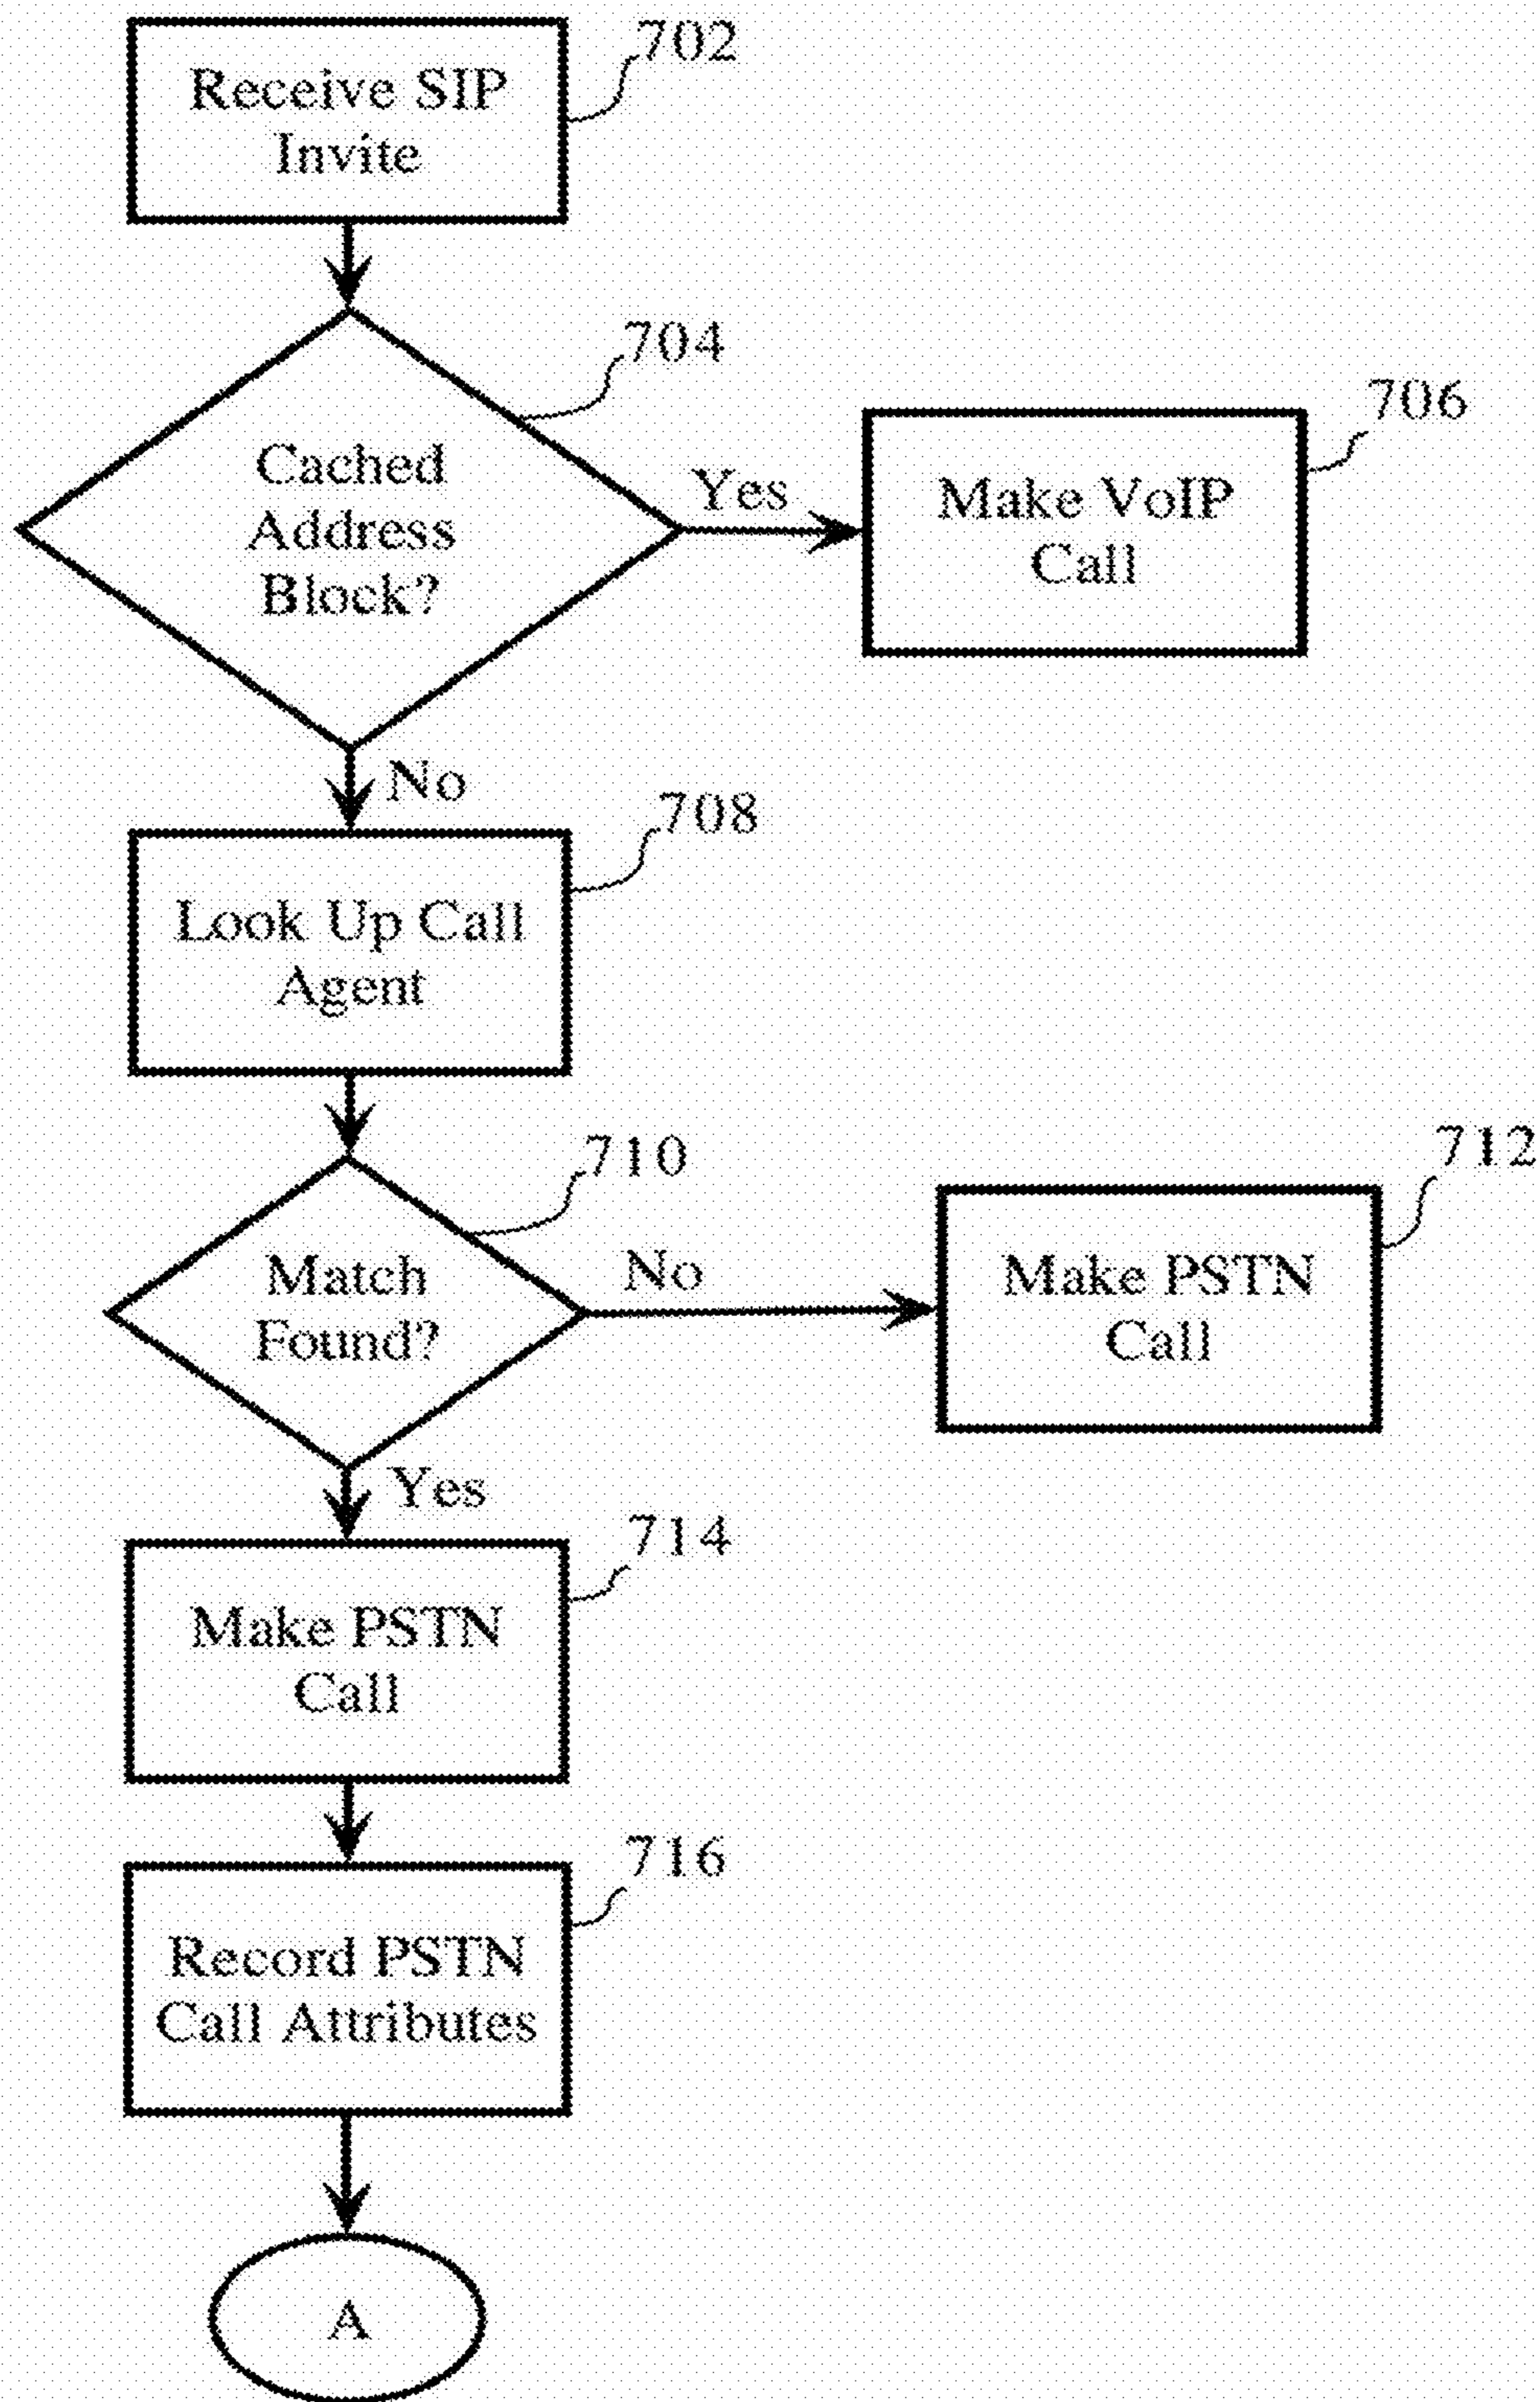 702
Receive SIP
Invite
704
Cached
Address
Block?
Yes
706
Make VoIP
Call
No
708
Look Up Call
Agent
710
Match
Found?
No
712
Make PSTN
Call
Yes
714
Make PSTN
Call
716
Record PSTN
Call Attributes
A